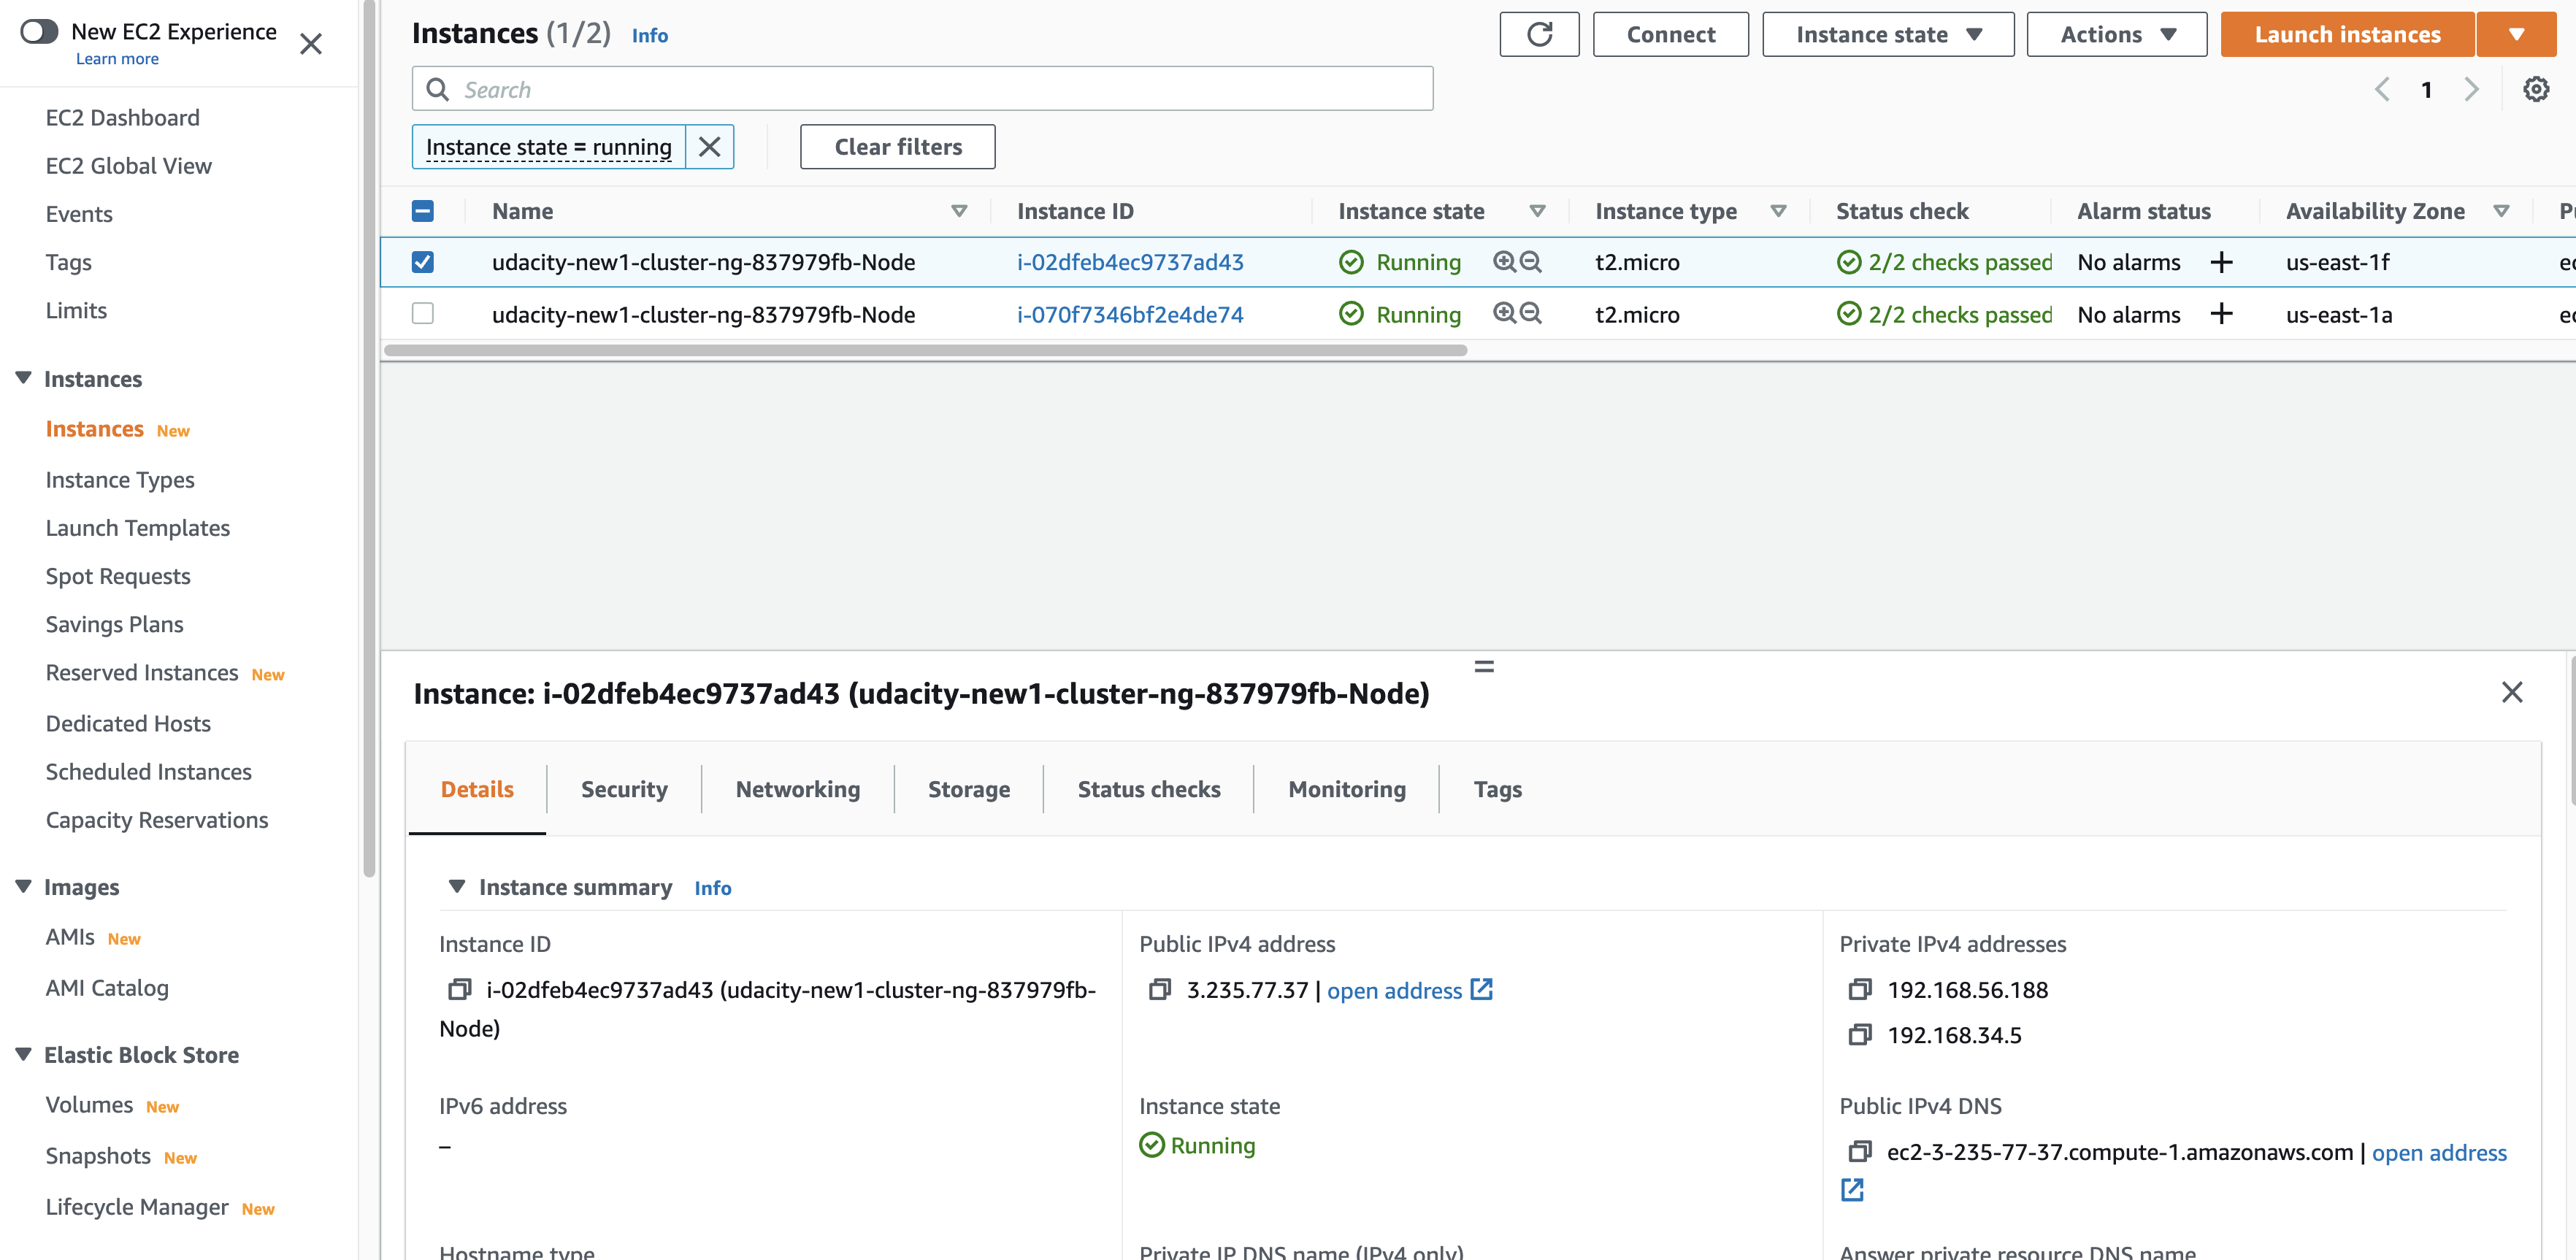 New EC2 Experience
Learn more
EC2 Dashboard
EC2 Global View
Events
Tags
Limits
Instances
Instances New
Instance Types
Launch Templates
Spot Requests
Savings Plans
Reserved Instances New
Dedicated Hosts
Scheduled Instances
Capacity Reservations
Images
AMIs New
AMI Catalog
Elastic Block Store
Volumes New
Snapshots New
Lifecycle Manager New
Instances (1/2) Info
Connect Instance state Actions Launch instances
Search
1
Instance state = running Clear filters
Name Instance ID Instance state Instance type Status check Alarm status Availability Zone
udacity-new1-cluster-ng-837979fb-Node i-02dfeb4ec9737ad43 Running t2.micro 2/2 checks passed No alarms + us-east-1f
udacity-new1-cluster-ng-837979fb-Node i-070f7346bf2e4de74 Running t2.micro 2/2 checks passed No alarms + us-east-1a
Instance: i-02dfeb4ec9737ad43 (udacity-new1-cluster-ng-837979fb-Node)
Details Security Networking Storage Status checks Monitoring Tags
Instance summary Info
Instance ID
i-02dfeb4ec9737ad43 (udacity-new1-cluster-ng-837979fb-
Node)
Public IPv4 address
3.235.77.37 | open address
Private IPv4 addresses
192.168.56.188
192.168.34.5
IPv6 address
–
Instance state
Running
Public IPv4 DNS
ec2-3-235-77-37.compute-1.amazonaws.com | open address
Hostname type
Private IP DNS name (IPv4 only)
Answer private resource DNS name